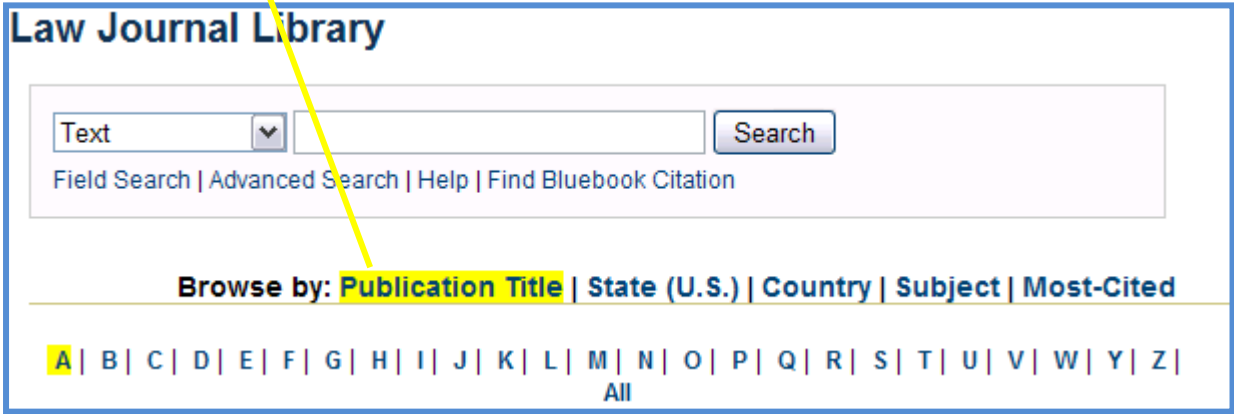 Law Journal Library
Text Search
Field Search | Advanced Search | Help | Find Bluebook Citation
Browse by: Publication Title | State (U.S.) | Country | Subject | Most-Cited
A | B | C | D | E | F | G | H | I | J | K | L | M | N | O | P | Q | R | S | T | U | V | W | Y | Z |
All